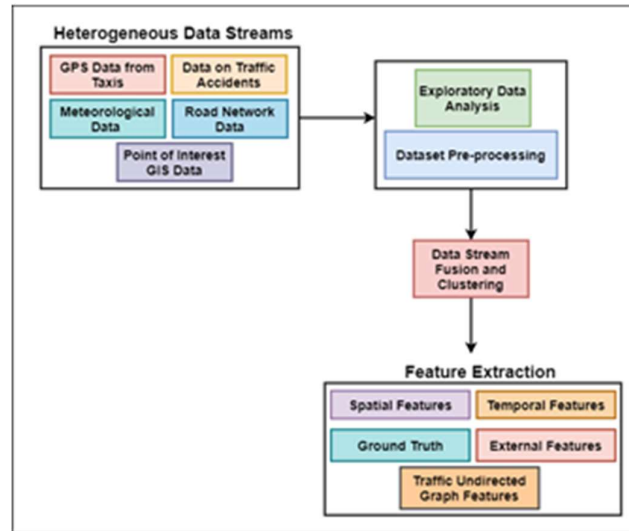 Heterogeneous Data Streams
GPS Data from
Taxis
Data on Traffic
Accidents
Meteorological
Data
Road Network
Data
Point of Interest
GIS Data
Exploratory Data
Analysis
Dataset Pre-processing
Data Stream
Fusion and
Clustering
Feature Extraction
Spatial Features
Temporal Features
Ground Truth
External Features
Traffic Undirected
Graph Features